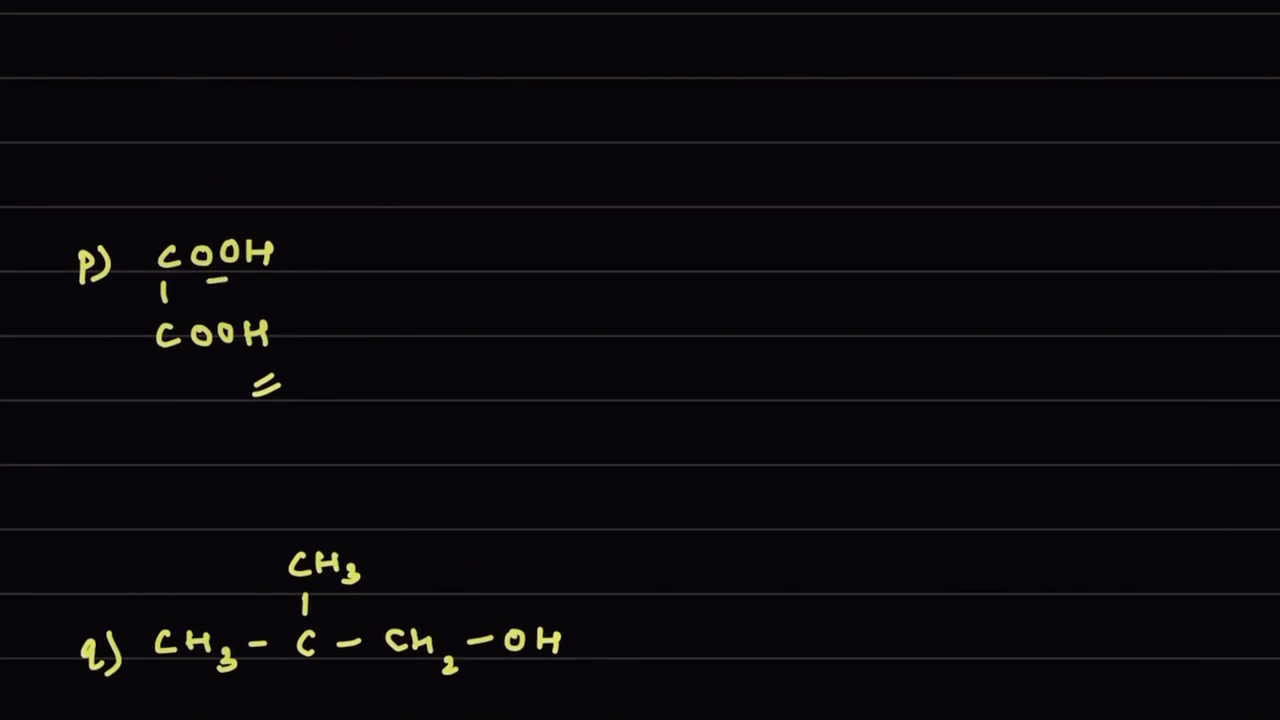 p) COOH
|
COOH
CH₃
|
q) CH₃ - C - CH₂ - OH